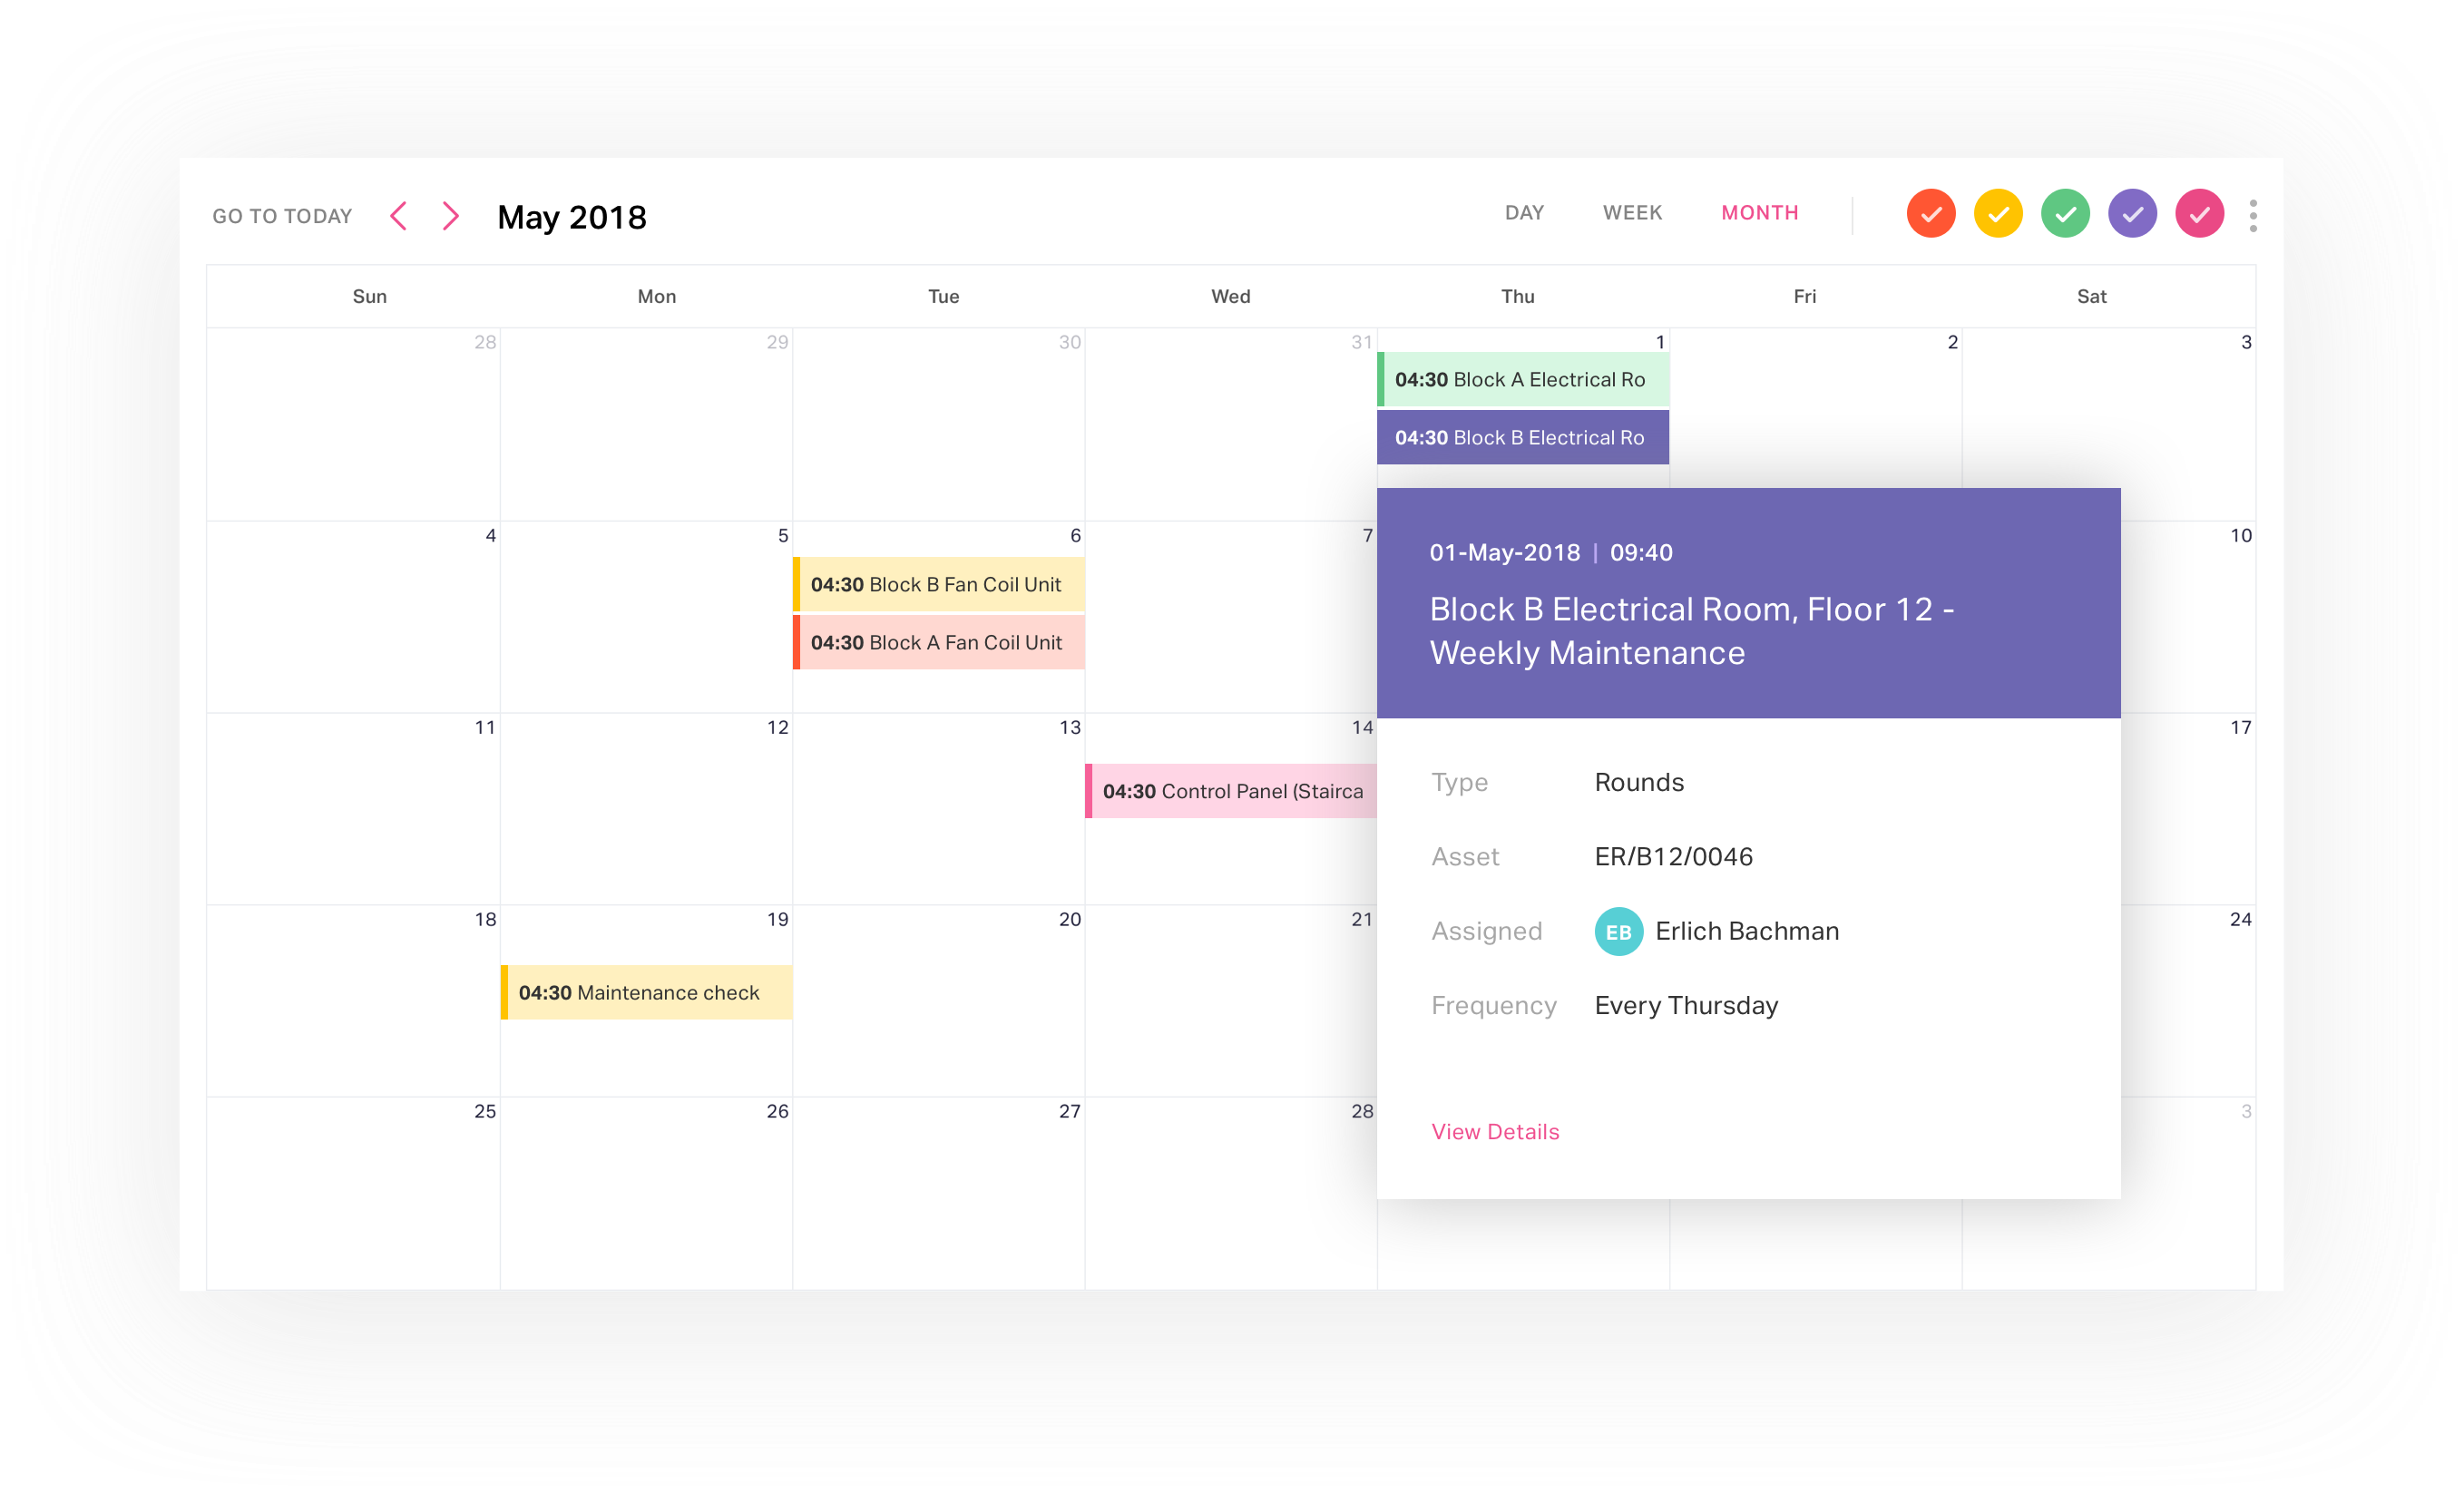 GO TO TODAY
May 2018
DAY WEEK MONTH
Sun Mon Tue Wed Thu Fri Sat
28 29 30 31 1 2 3
04:30 Block A Electrical Ro
04:30 Block B Electrical Ro
4 5 6 7 10
04:30 Block B Fan Coil Unit
04:30 Block A Fan Coil Unit
01-May-2018 | 09:40
Block B Electrical Room, Floor 12 -
Weekly Maintenance
11 12 13 14 17
04:30 Control Panel (Stairca
Type Rounds
Asset ER/B12/0046
18 19 20 21 24
Assigned EB Erlich Bachman
04:30 Maintenance check
Frequency Every Thursday
25 26 27 28 3
View Details